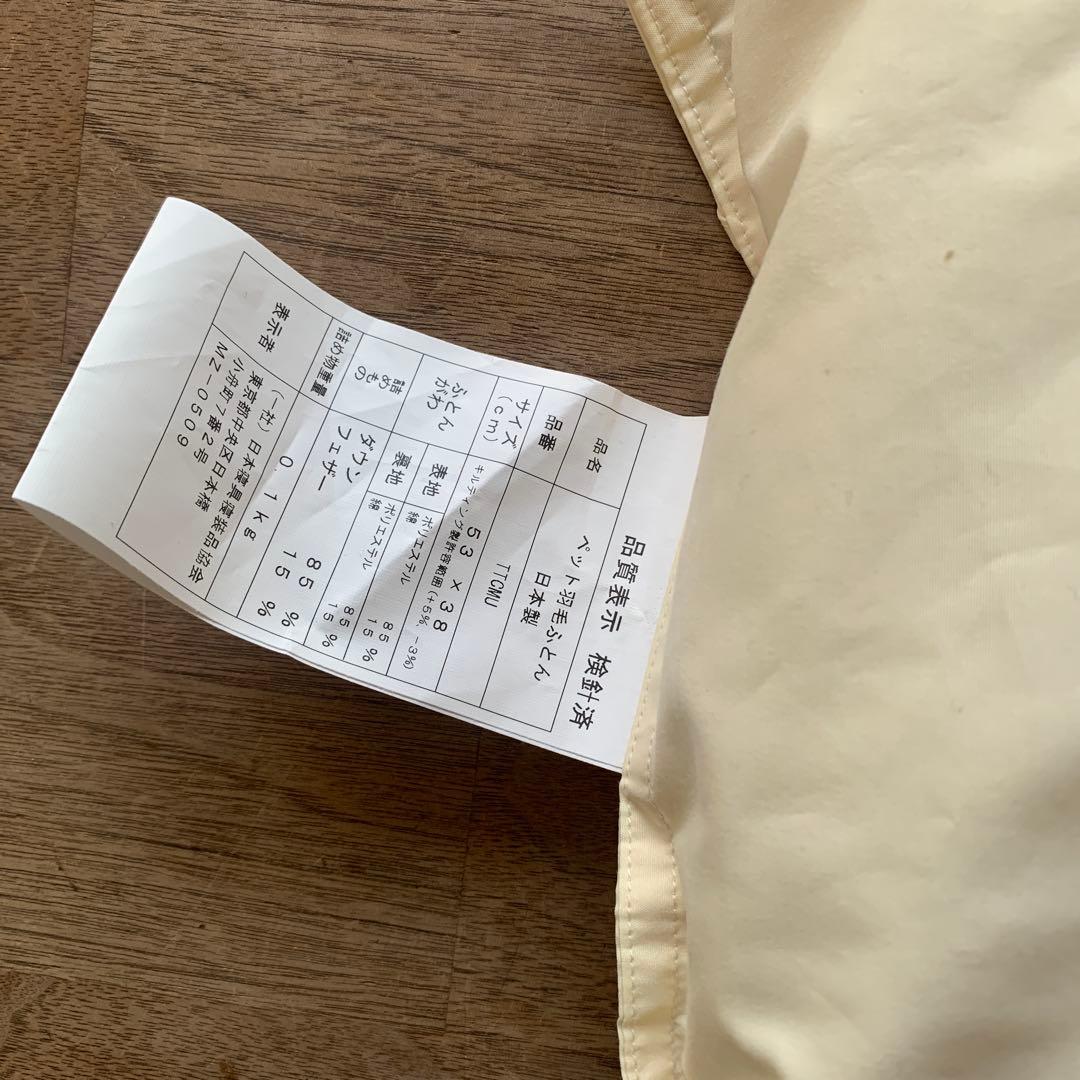 品質表示 検針済
品名 ペット羽毛ふとん
日本製
品番 TTCMU
サイズ
(cm) 53×38
キルティング製許容範囲(+5%、-3%)
ふとん
がわ
表地 ポリエステル 85
綿 15%
裏地 ポリエステル 85
綿 15%
詰めもの ダウン 85%
フェザー 15%
詰め物重量 0.1kg
表示者 (一社)日本寝具寝装品協会
東京都中央区日本橋
小舟町7番2号
MZ-0509